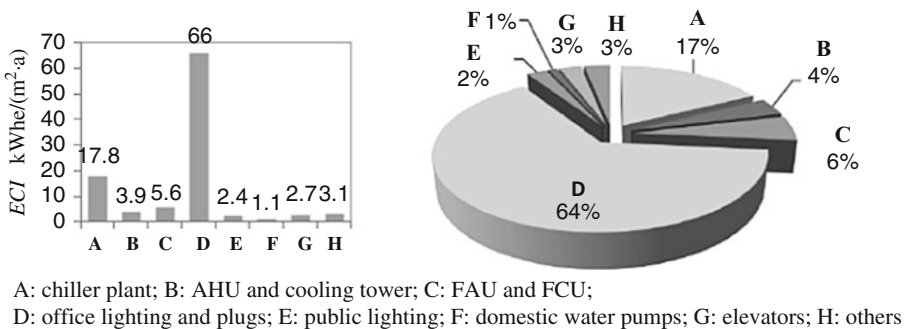 ECI kWhe/(m²·a)
70
60
50
40
30
20
10
0
17.8
3.9
5.6
66
2.4
1.1
2.7
3.1
A B C D E F G H
F 1%
G 3%
H 3%
A 17%
E 2%
B 4%
C 6%
D 64%
A: chiller plant; B: AHU and cooling tower; C: FAU and FCU;
D: office lighting and plugs; E: public lighting; F: domestic water pumps; G: elevators; H: others